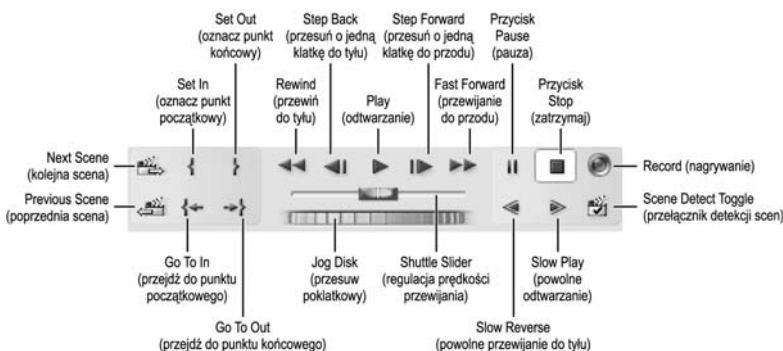 Set Out
(oznacz punkt
końcowy)
Step Back
(przesuń o jedną
klatkę do tyłu)
Step Forward
(przesuń o jedną
klatkę do przodu)
Przycisk
Pause
(pauza)
Set In
(oznacz punkt
początkowy)
Rewind
(przewiń
do tyłu)
Play
(odtwarzanie)
Fast Forward
(przewijanie
do przodu)
Przycisk
Stop
(zatrzymaj)
Next Scene
(kolejna scena)
Record (nagrywanie)
Previous Scene
(poprzednia scena)
Scene Detect Toggle
(przełącznik detekcji scen)
Go To In
(przejdź do punktu
początkowego)
Jog Disk
(przesuw
poklatkowy)
Shuttle Slider
(regulacja prędkości
przewijania)
Slow Play
(powolne
odtwarzanie)
Go To Out
(przejdź do punktu końcowego)
Slow Reverse
(powolne przewijanie do tyłu)